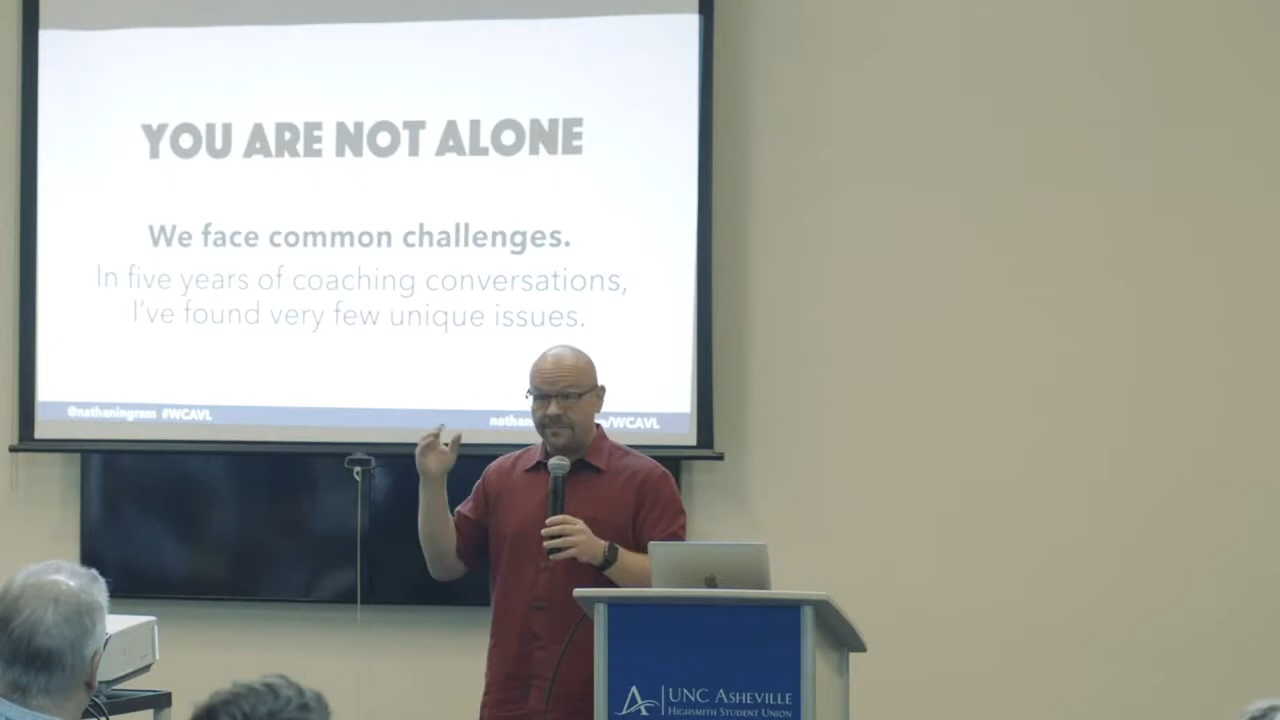 YOU ARE NOT ALONE
We face common challenges.
In five years of coaching conversations,
I've found very few unique issues.
@nathaningram #WCAVL
nathan /WCAVL
UNC ASHEVILLE
HIGHSMITH STUDENT UNION